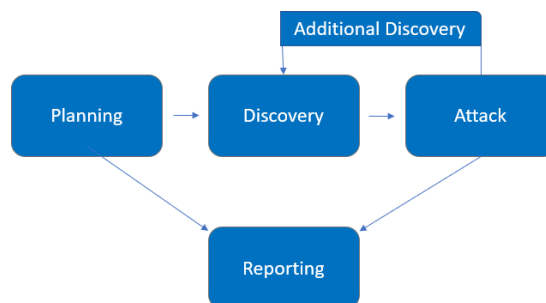 Additional Discovery
Planning
Discovery
Attack
Reporting